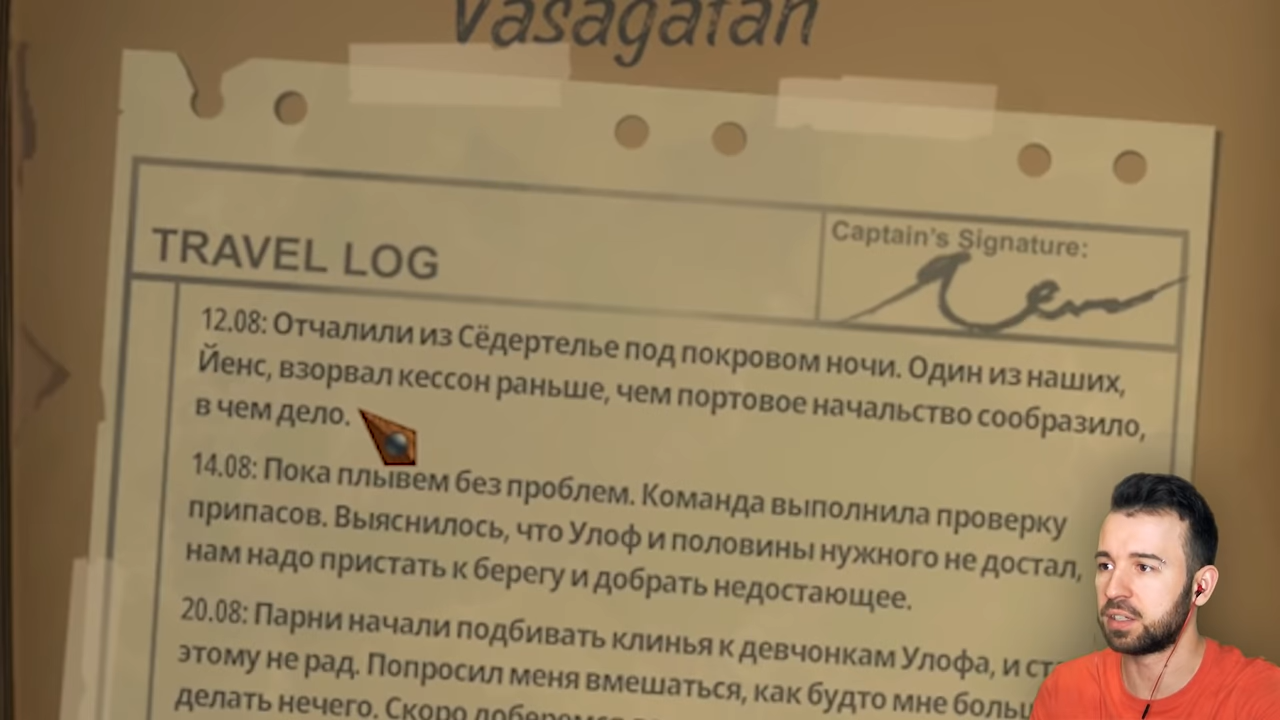 Vasagatan
TRAVEL LOG
Captain's Signature:
12.08: Отчалили из Сёдертелье под покровом ночи. Один из наших,
Йенс, взорвал кессон раньше, чем портовое начальство сообразило,
в чем дело.
14.08: Пока плывем без проблем. Команда выполнила проверку
припасов. Выяснилось, что Улоф и половины нужного не достал,
нам надо пристать к берегу и добрать недостающее.
20.08: Парни начали подбивать клинья к девчонкам Улофа, и
этому не рад. Попросил меня вмешаться, как будто мне
делать нечего. Скоро